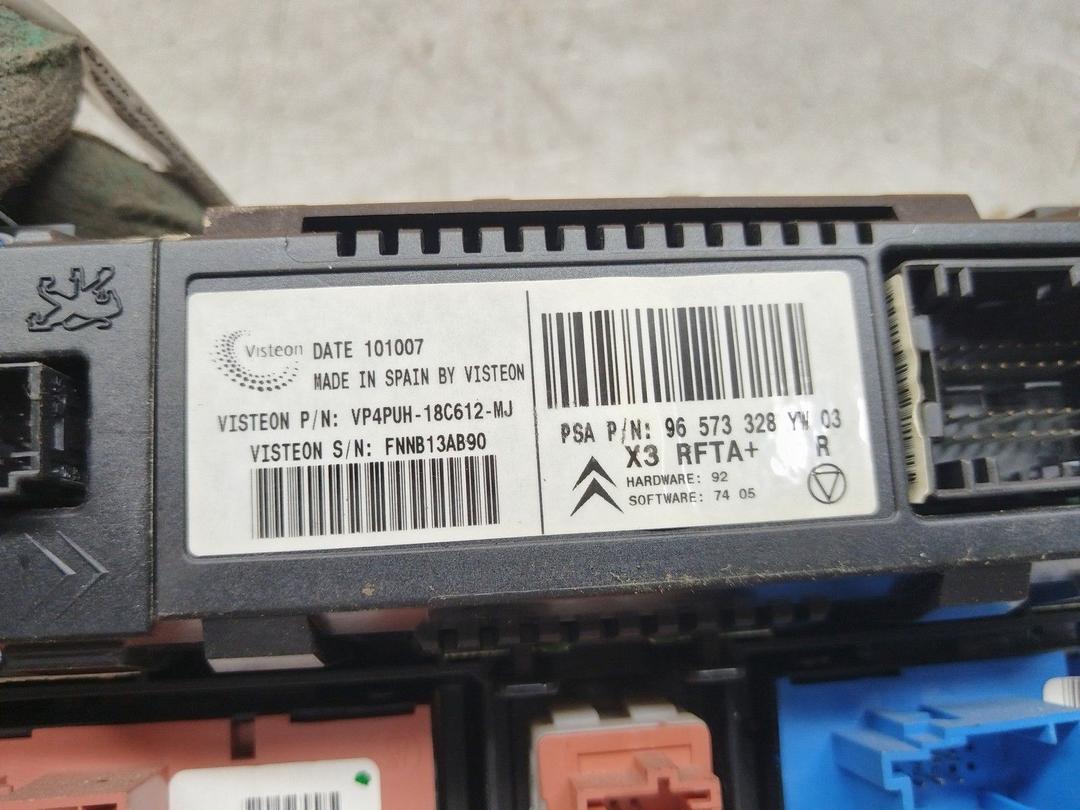 Visteon DATE 101007
MADE IN SPAIN BY VISTEON
VISTEON P/N: VP4PUH-18C612-MJ
VISTEON S/N: FNNB13AB90
PSA P/N: 96 573 328 YW 03
X3 RFTA+ R
HARDWARE: 92
SOFTWARE: 74 05